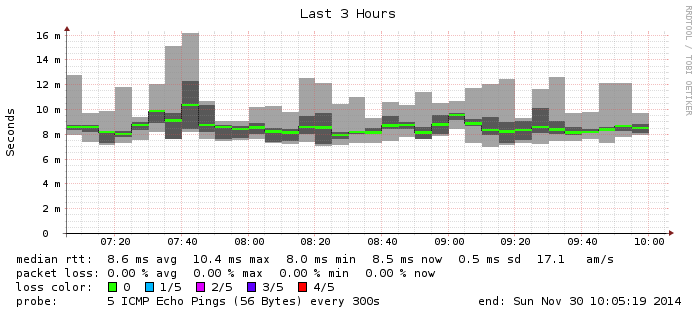 Last 3 Hours
RRDTOOL / TOBI OETIKER
Seconds
16 m
14 m
12 m
10 m
8 m
6 m
4 m
2 m
0
07:20 07:40 08:00 08:20 08:40 09:00 09:20 09:40 10:00
median rtt: 8.6 ms avg 10.4 ms max 8.0 ms min 8.5 ms now 0.5 ms sd 17.1 am/s
packet loss: 0.00 % avg 0.00 % max 0.00 % min 0.00 % now
loss color: 0 1/5 2/5 3/5 4/5
probe: 5 ICMP Echo Pings (56 Bytes) every 300s end: Sun Nov 30 10:05:19 2014